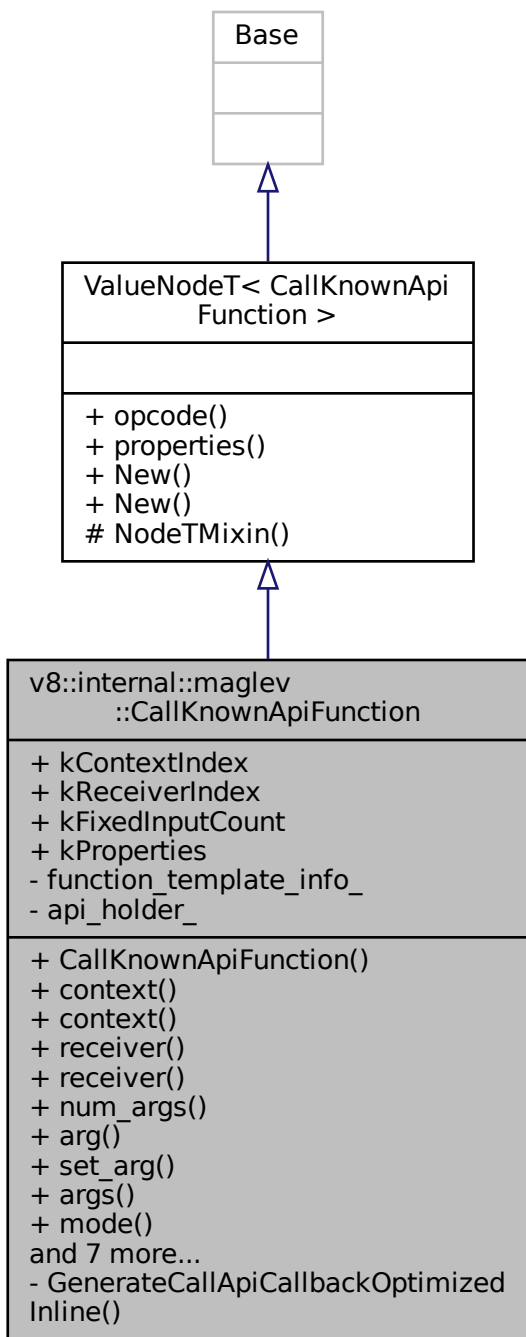 Base
ValueNodeT< CallKnownApi
Function >
+ opcode()
+ properties()
+ New()
+ New()
# NodeTMixin()
v8::internal::maglev
::CallKnownApiFunction
+ kContextIndex
+ kReceiverIndex
+ kFixedInputCount
+ kProperties
- function_template_info_
- api_holder_
+ CallKnownApiFunction()
+ context()
+ context()
+ receiver()
+ receiver()
+ num_args()
+ arg()
+ set_arg()
+ args()
+ mode()
and 7 more...
- GenerateCallApiCallbackOptimized
Inline()